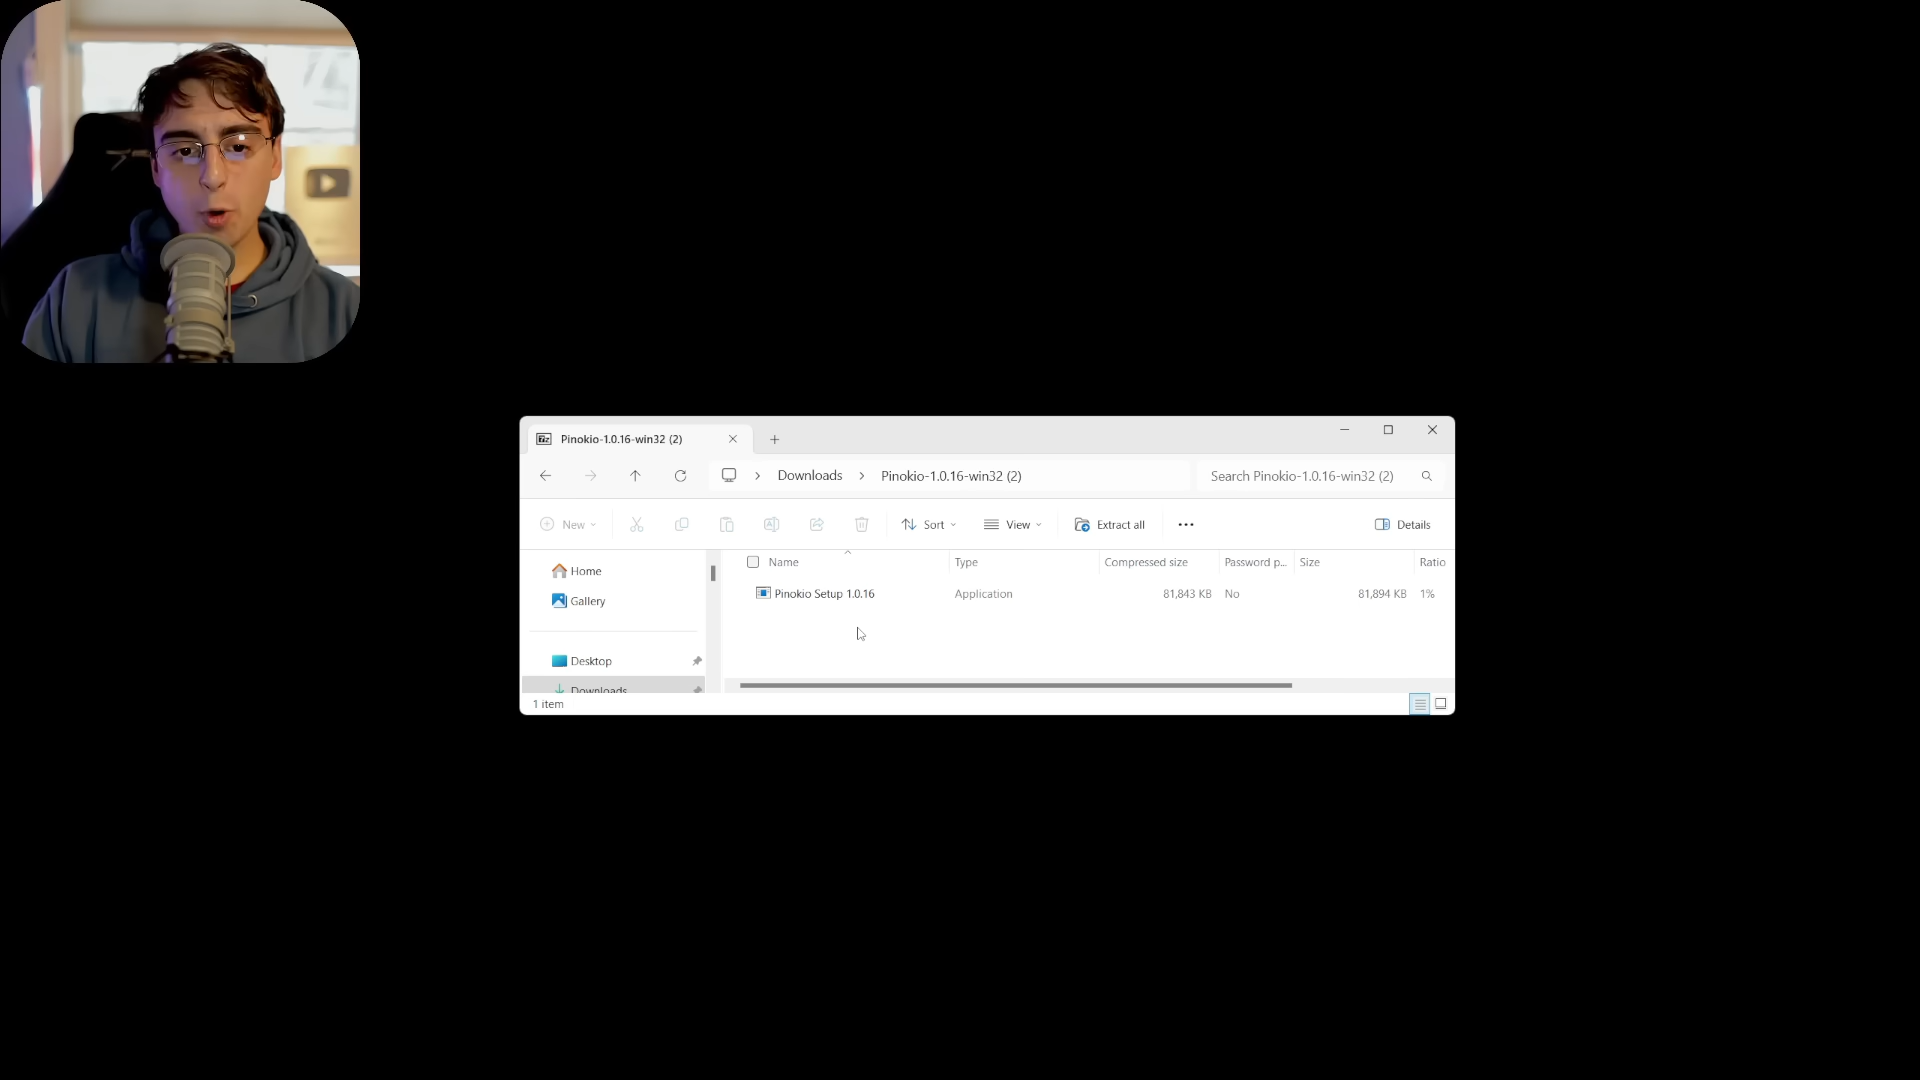 Pinokio-1.0.16-win32 (2)
Downloads
Pinokio-1.0.16-win32 (2)
Search Pinokio-1.0.16-win32 (2)
New
Sort
View
Extract all
Details
Home
Gallery
Desktop
Downloads
Name
Type
Compressed size
Password p...
Size
Ratio
Pinokio Setup 1.0.16
Application
81,843 KB
No
81,894 KB
1%
1 item